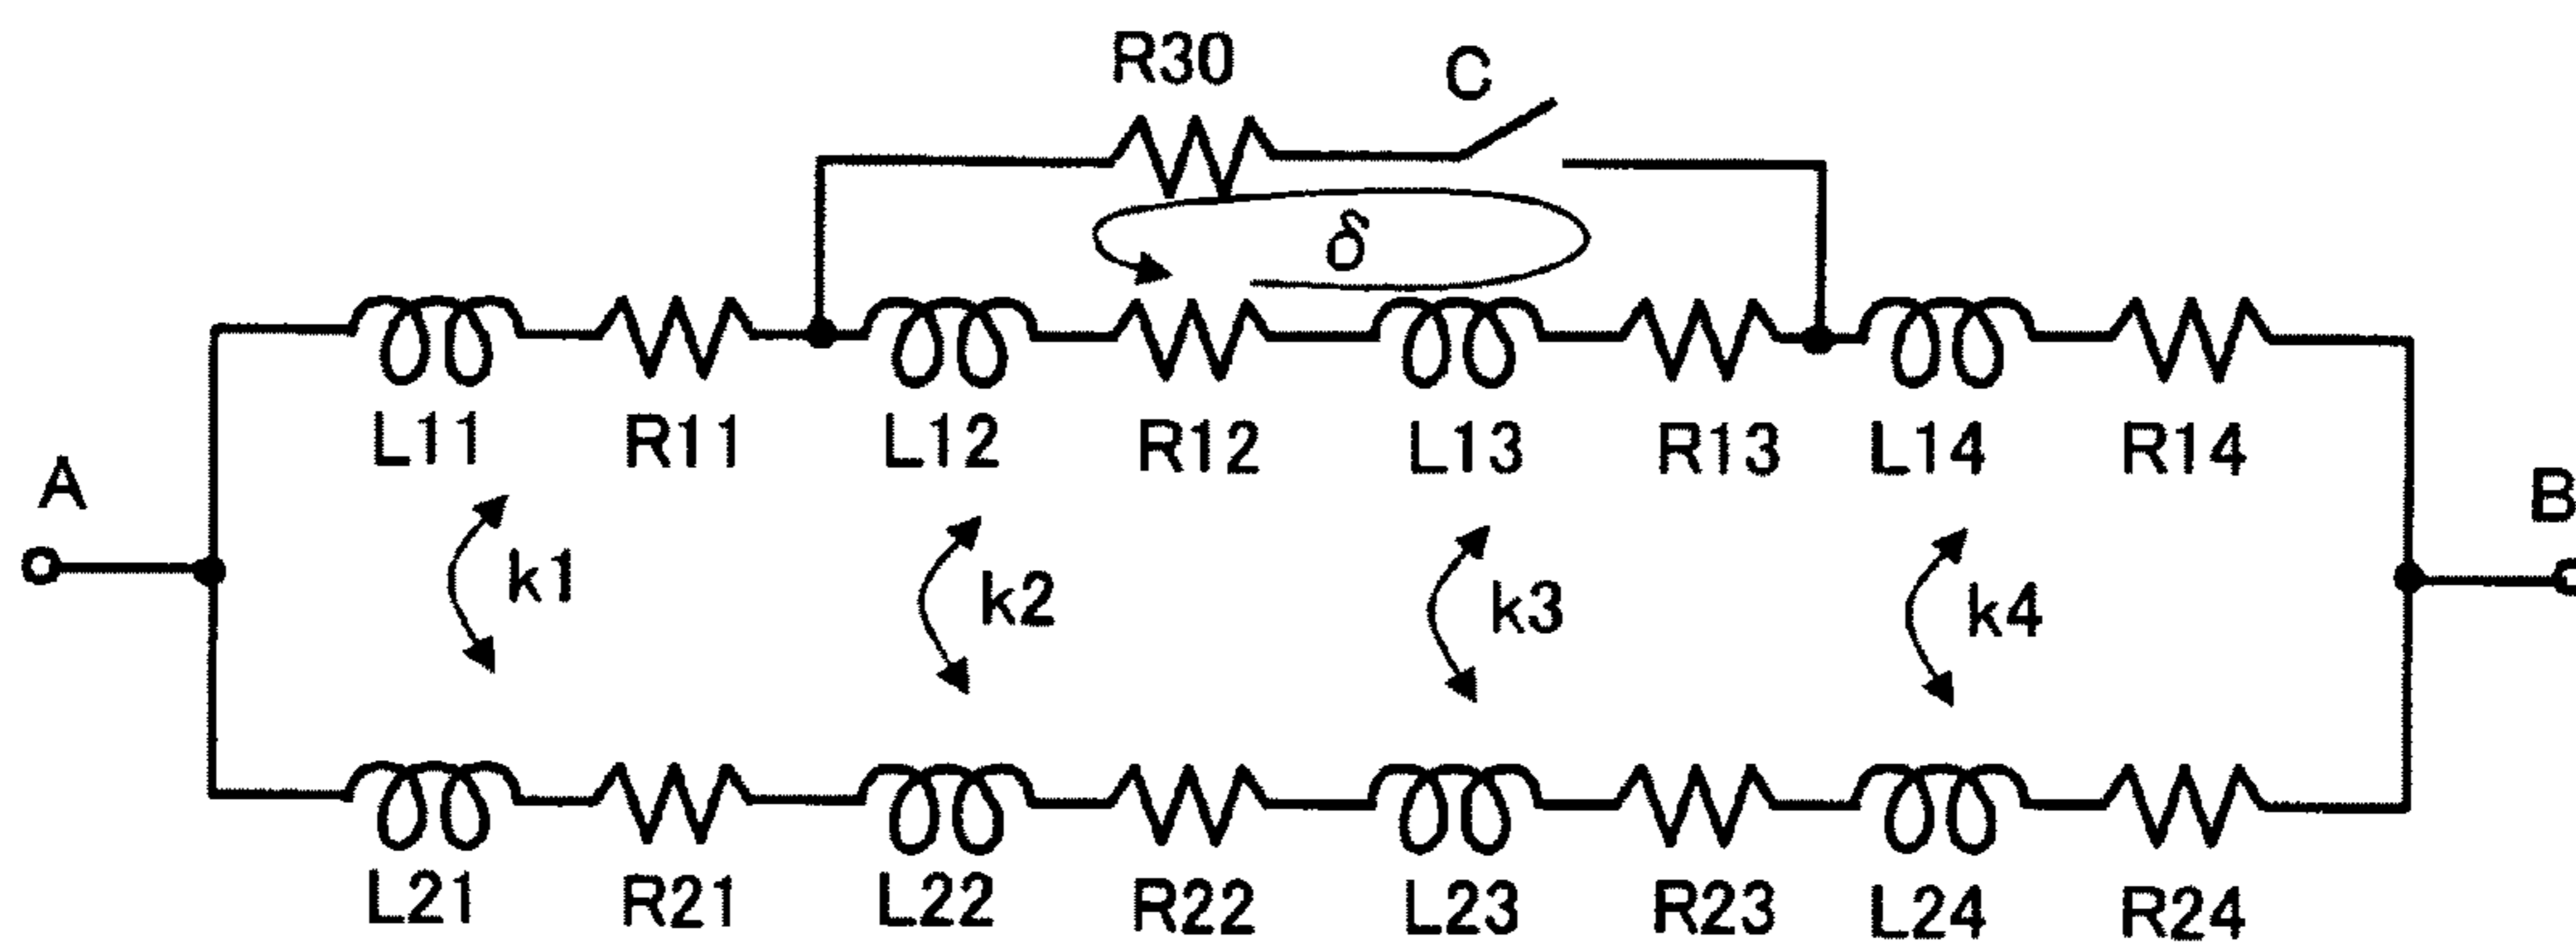 R30 C
δ
L11 R11 L12 R12 L13 R13 L14 R14
A B
k1 k2 k3 k4
L21 R21 L22 R22 L23 R23 L24 R24